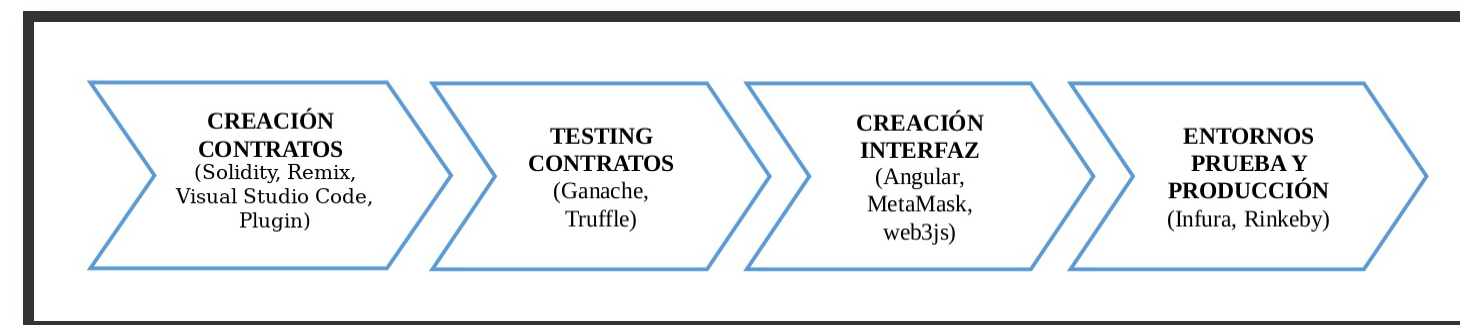 CREACIÓN
CONTRATOS
(Solidity, Remix,
Visual Studio Code,
Plugin)
TESTING
CONTRATOS
(Ganache,
Truffle)
CREACIÓN
INTERFAZ
(Angular,
MetaMask,
web3js)
ENTORNOS
PRUEBA Y
PRODUCCIÓN
(Infura, Rinkeby)